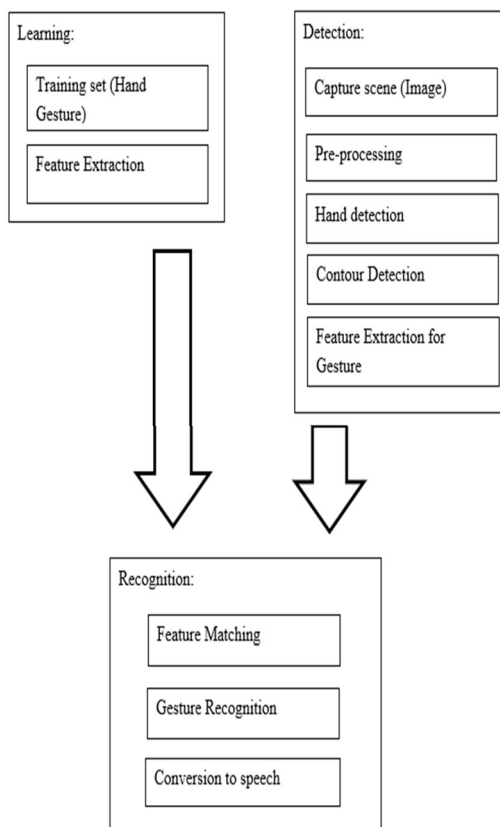 Learning:
Training set (Hand
Gesture)
Feature Extraction
Detection:
Capture scene (Image)
Pre-processing
Hand detection
Contour Detection
Feature Extraction for
Gesture
Recognition:
Feature Matching
Gesture Recognition
Conversion to speech